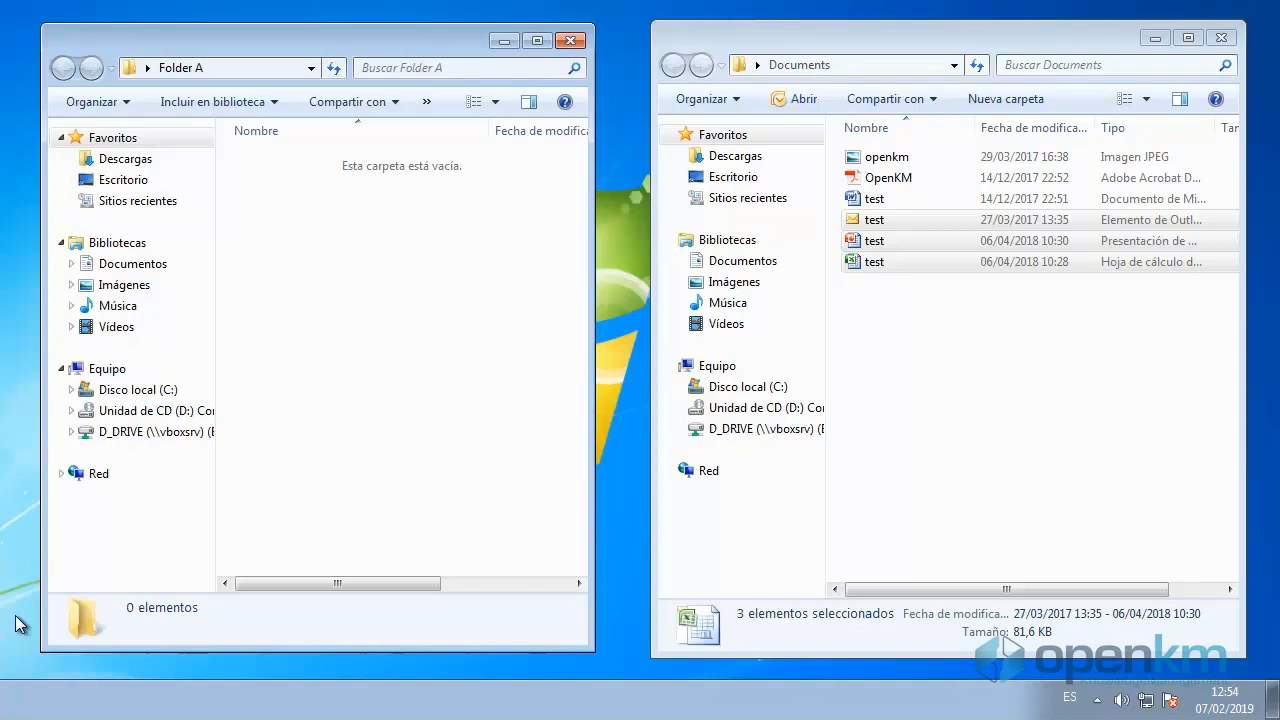 Folder A
Buscar Folder A
Organizar
Incluir en biblioteca
Compartir con
»
Favoritos
Descargas
Escritorio
Sitios recientes
Bibliotecas
Documentos
Imágenes
Música
Vídeos
Equipo
Disco local (C:)
Unidad de CD (D:) Cor
D_DRIVE (\\vboxsrv) (E
Red
Nombre
Fecha de modifica
Esta carpeta está vacía.
0 elementos
Documents
Buscar Documents
Organizar
Abrir
Compartir con
Nueva carpeta
Favoritos
Descargas
Escritorio
Sitios recientes
Bibliotecas
Documentos
Imágenes
Música
Vídeos
Equipo
Disco local (C:)
Unidad de CD (D:) Cor
D_DRIVE (\\vboxsrv) (E
Red
Nombre Fecha de modifica... Tipo Tar
openkm 29/03/2017 16:38 Imagen JPEG
OpenKM 14/12/2017 22:52 Adobe Acrobat D...
test 14/12/2017 22:51 Documento de Mi...
test 27/03/2017 13:35 Elemento de Outl...
test 06/04/2018 10:30 Presentación de ...
test 06/04/2018 10:28 Hoja de cálculo d...
3 elementos seleccionados Fecha de modifica... 27/03/2017 13:35 - 06/04/2018 10:30
Tamaño: 81,6 KB
openkm
KnowledgeManagement
ES
12:54
07/02/2019